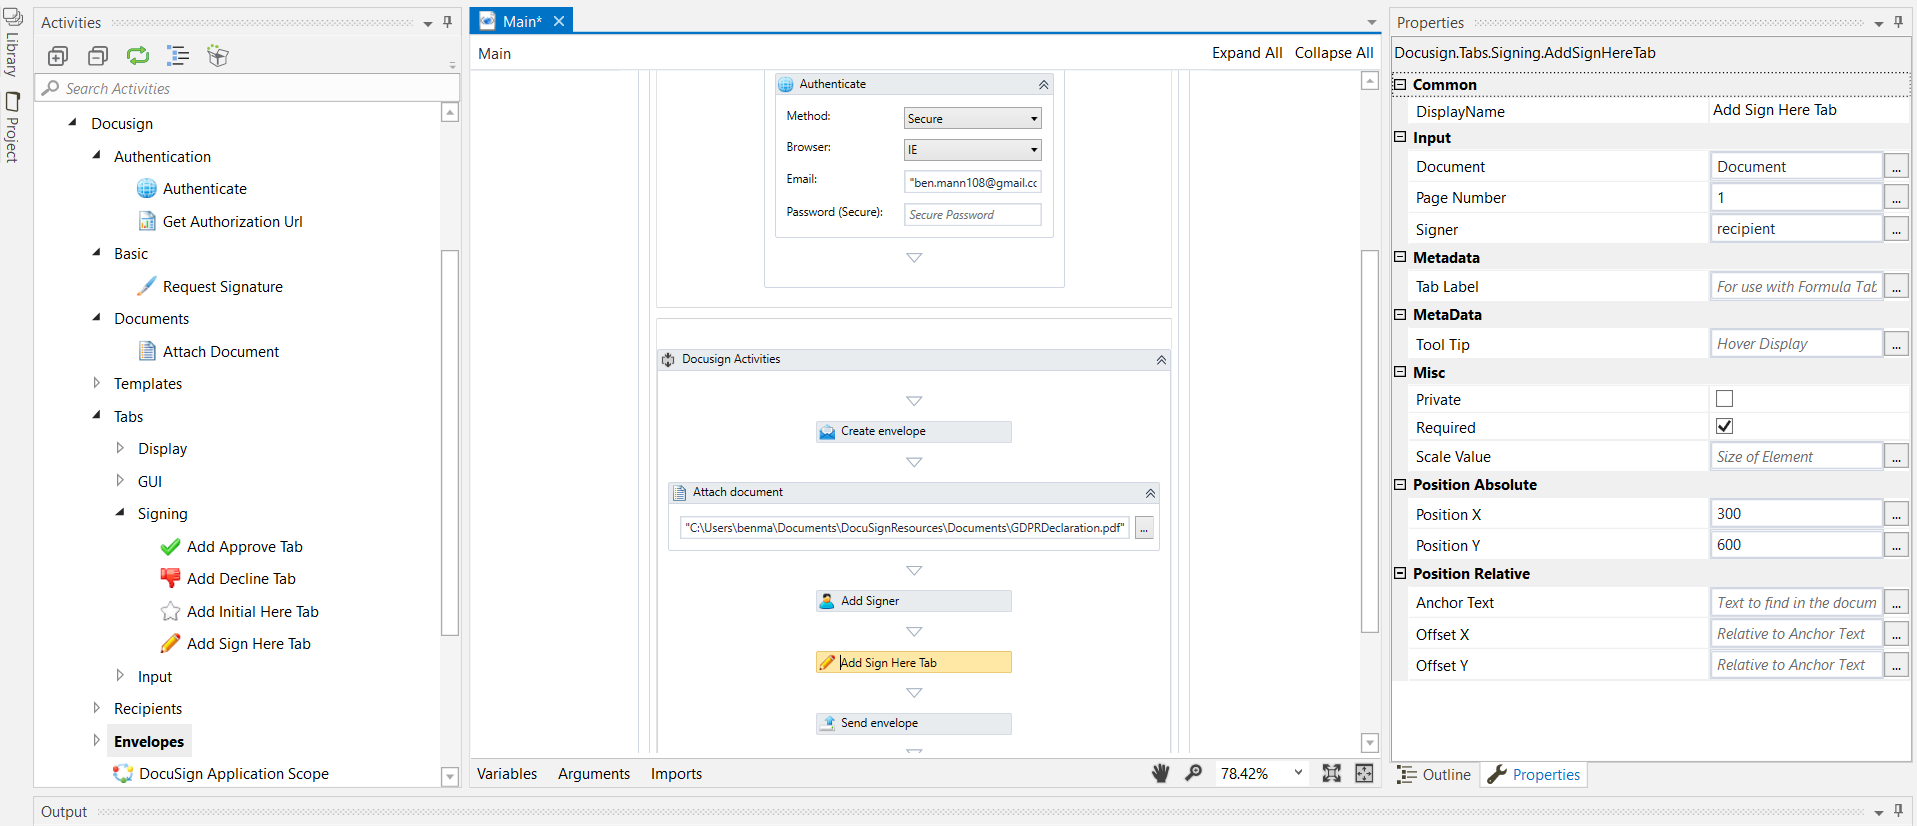 Library
Project
Activities
Search Activities
Docusign
Authentication
Authenticate
Get Authorization Url
Basic
Request Signature
Documents
Attach Document
Templates
Tabs
Display
GUI
Signing
Add Approve Tab
Add Decline Tab
Add Initial Here Tab
Add Sign Here Tab
Input
Recipients
Envelopes
DocuSign Application Scope
Main*
Main
Expand All Collapse All
Authenticate
Method: Secure
Browser: IE
Email: "ben.mann108@gmail.cc
Password (Secure): Secure Password
Docusign Activities
Create envelope
Attach document
"C:\Users\benma\Documents\DocuSignResources\Documents\GDPRDeclaration.pdf" ...
Add Signer
Add Sign Here Tab
Send envelope
Variables Arguments Imports
78.42%
Properties
Docusign.Tabs.Signing.AddSignHereTab
Common
DisplayName Add Sign Here Tab
Input
Document Document ...
Page Number 1 ...
Signer recipient ...
Metadata
Tab Label For use with Formula Tab ...
MetaData
Tool Tip Hover Display ...
Misc
Private
Required
Scale Value Size of Element ...
Position Absolute
Position X 300 ...
Position Y 600 ...
Position Relative
Anchor Text Text to find in the docum ...
Offset X Relative to Anchor Text ...
Offset Y Relative to Anchor Text ...
Outline Properties
Output